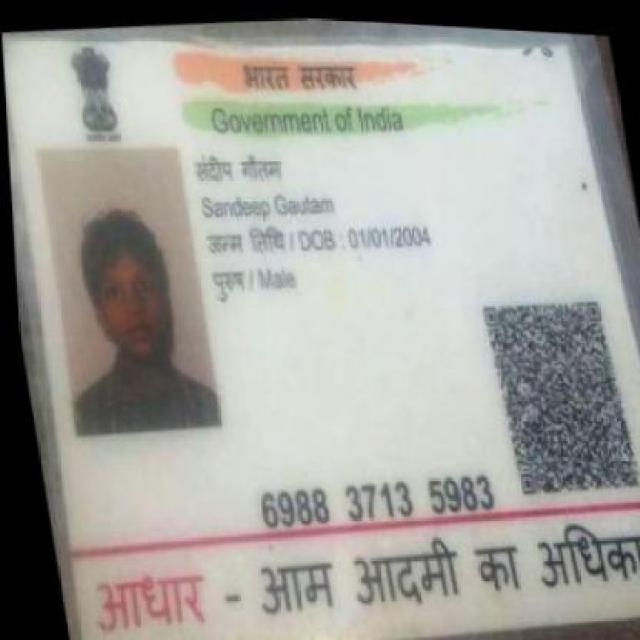 भारत सरकार
Government of India
संदीप गौतम
Sandeep Gautam
जन्म तिथि / DOB : 01/01/2004
पुरुष / Male
6988 3713 5983
आधार - आम आदमी का